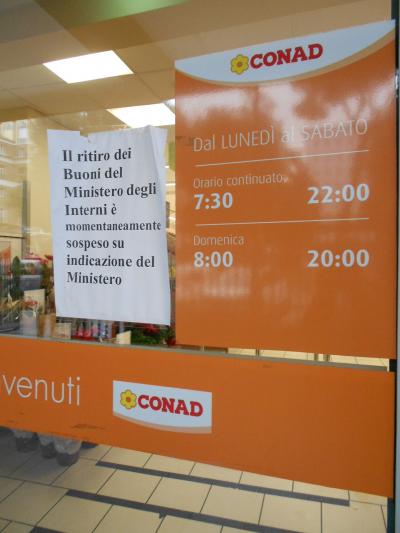 CONAD
Dal LUNEDÌ al SABATO
Orario continuato
7:30 22:00
Domenica
8:00 20:00
Il ritiro dei
Buoni del
Ministero degli
Interni è
momentaneamente
sospeso su
indicazione del
Ministero
venuti
CONAD